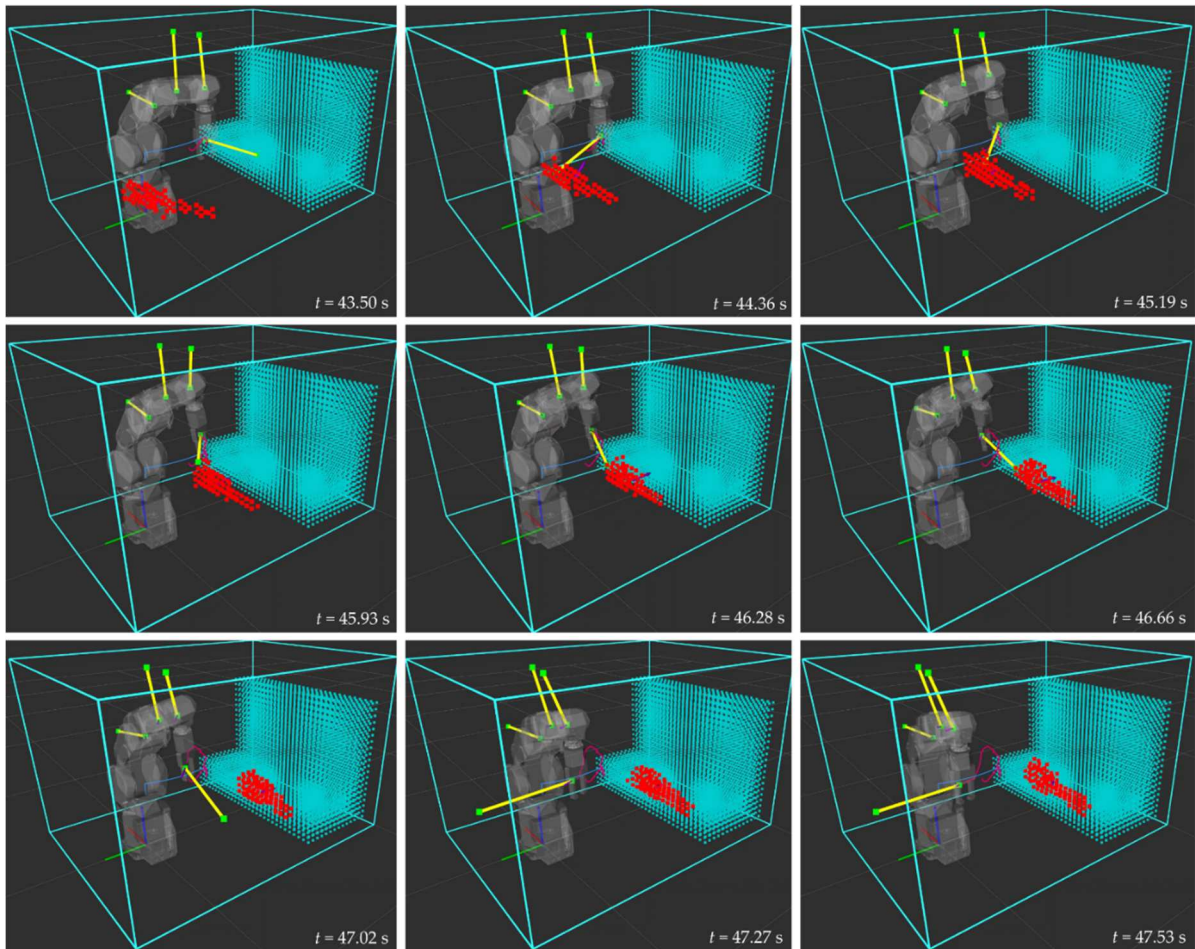 t = 43.50 s
t = 44.36 s
t = 45.19 s
t = 45.93 s
t = 46.28 s
t = 46.66 s
t = 47.02 s
t = 47.27 s
t = 47.53 s